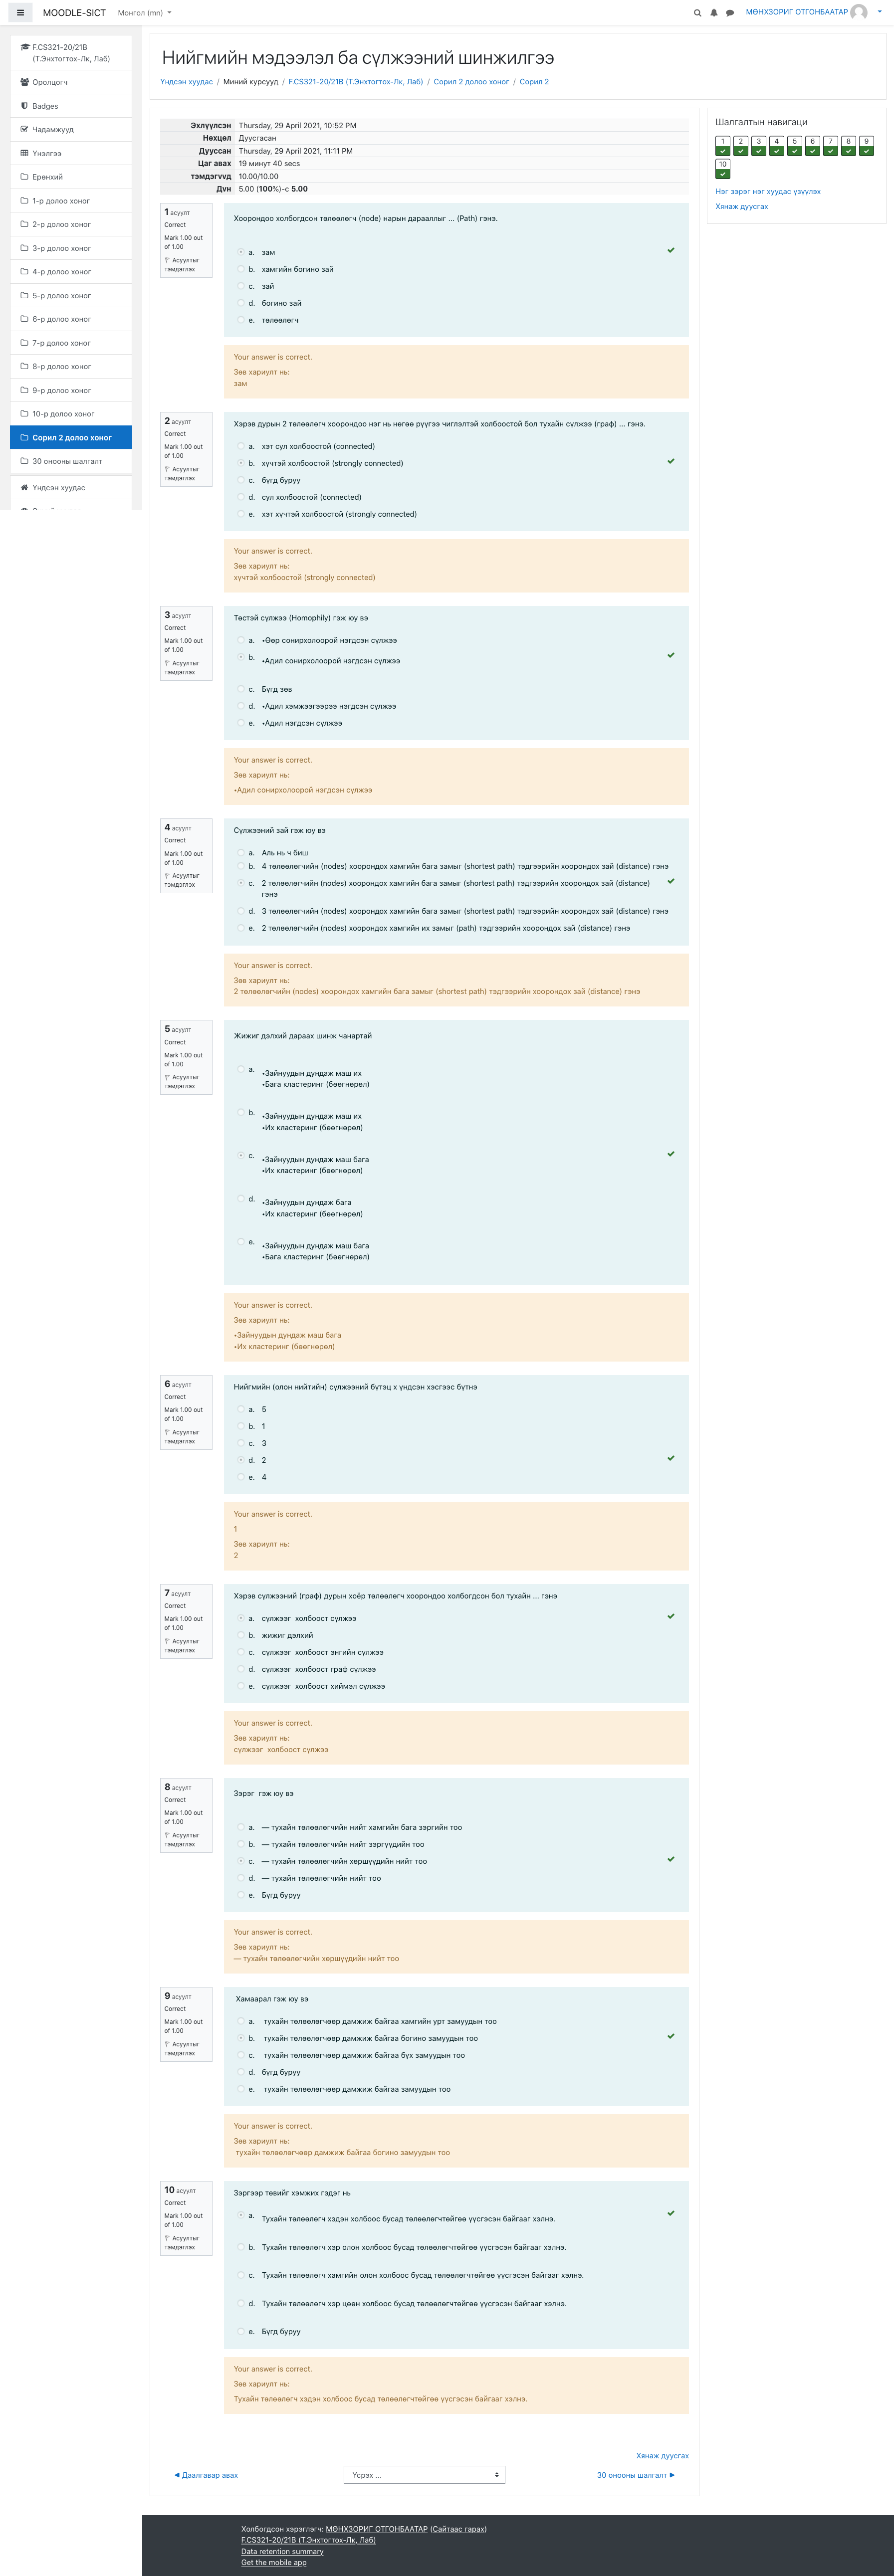 MOODLE-SICT
Монгол (mn)
МӨНХЗОРИГ ОТГОНБААТАР
F.CS321-20/21B
(Т.Энхтогтох-Лк, Лаб)
Оролцогч
Badges
Чадамжууд
Үнэлгээ
Ерөнхий
1-р долоо хоног
2-р долоо хоног
3-р долоо хоног
4-р долоо хоног
5-р долоо хоног
6-р долоо хоног
7-р долоо хоног
8-р долоо хоног
9-р долоо хоног
10-р долоо хоног
Сорил 2 долоо хоног
30 онооны шалгалт
Үндсэн хуудас
Нийгмийн мэдээлэл ба сүлжээний шинжилгээ
Үндсэн хуудас / Миний курсууд / F.CS321-20/21B (Т.Энхтогтох-Лк, Лаб) / Сорил 2 долоо хоног / Сорил 2
Эхлүүлсэн Thursday, 29 April 2021, 10:52 PM
Нөхцөл Дуусгасан
Дууссан Thursday, 29 April 2021, 11:11 PM
Цаг авах 19 минут 40 secs
тэмдэгүүд 10.00/10.00
Дүн 5.00 (100%)-с 5.00
1 асуулт
Correct
Mark 1.00 out
of 1.00
Асуултыг
тэмдэглэх
Хоорондоо холбогдсон төлөөлөгч (node) нарын дарааллыг ... (Path) гэнэ.
a. зам
b. хамгийн богино зай
c. зай
d. богино зай
e. төлөөлөгч
Your answer is correct.
Зөв хариулт нь:
зам
2 асуулт
Correct
Mark 1.00 out
of 1.00
Асуултыг
тэмдэглэх
Хэрэв дурын 2 төлөөлөгч хоорондоо нэг нь нөгөө рүүгээ чиглэлтэй холбоостой бол тухайн сүлжээ (граф) ... гэнэ.
a. хэт сул холбоостой (connected)
b. хүчтэй холбоостой (strongly connected)
c. бүгд буруу
d. сул холбоостой (connected)
e. хэт хүчтэй холбоостой (strongly connected)
Your answer is correct.
Зөв хариулт нь:
хүчтэй холбоостой (strongly connected)
3 асуулт
Correct
Mark 1.00 out
of 1.00
Асуултыг
тэмдэглэх
Төстэй сүлжээ (Homophily) гэж юу вэ
a. •Өөр сонирхолоорой нэгдсэн сүлжээ
b. •Адил сонирхолоорой нэгдсэн сүлжээ
c. Бүгд зөв
d. •Адил хэмжээгээрээ нэгдсэн сүлжээ
e. •Адил нэгдсэн сүлжээ
Your answer is correct.
Зөв хариулт нь:
•Адил сонирхолоорой нэгдсэн сүлжээ
4 асуулт
Correct
Mark 1.00 out
of 1.00
Асуултыг
тэмдэглэх
Сүлжээний зай гэж юу вэ
a. Аль нь ч биш
b. 4 төлөөлөгчийн (nodes) хоорондох хамгийн бага замыг (shortest path) тэдгээрийн хоорондох зай (distance) гэнэ
c. 2 төлөөлөгчийн (nodes) хоорондох хамгийн бага замыг (shortest path) тэдгээрийн хоорондох зай (distance)
гэнэ
d. 3 төлөөлөгчийн (nodes) хоорондох хамгийн бага замыг (shortest path) тэдгээрийн хоорондох зай (distance) гэнэ
e. 2 төлөөлөгчийн (nodes) хоорондох хамгийн их замыг (path) тэдгээрийн хоорондох зай (distance) гэнэ
Your answer is correct.
Зөв хариулт нь:
2 төлөөлөгчийн (nodes) хоорондох хамгийн бага замыг (shortest path) тэдгээрийн хоорондох зай (distance) гэнэ
5 асуулт
Correct
Mark 1.00 out
of 1.00
Асуултыг
тэмдэглэх
Жижиг дэлхий дараах шинж чанартай
a. •Зайнуудын дундаж маш их
•Бага кластеринг (бөөгнөрөл)
b. •Зайнуудын дундаж маш их
•Их кластеринг (бөөгнөрөл)
c. •Зайнуудын дундаж маш бага
•Их кластеринг (бөөгнөрөл)
d. •Зайнуудын дундаж бага
•Их кластеринг (бөөгнөрөл)
e. •Зайнуудын дундаж маш бага
•Бага кластеринг (бөөгнөрөл)
Your answer is correct.
Зөв хариулт нь:
•Зайнуудын дундаж маш бага
•Их кластеринг (бөөгнөрөл)
6 асуулт
Correct
Mark 1.00 out
of 1.00
Асуултыг
тэмдэглэх
Нийгмийн (олон нийтийн) сүлжээний бүтэц х үндсэн хэсгээс бүтнэ
a. 5
b. 1
c. 3
d. 2
e. 4
Your answer is correct.
1
Зөв хариулт нь:
2
7 асуулт
Correct
Mark 1.00 out
of 1.00
Асуултыг
тэмдэглэх
Хэрэв сүлжээний (граф) дурын хоёр төлөөлөгч хоорондоо холбогдсон бол тухайн ... гэнэ
a. сүлжээг холбоост сүлжээ
b. жижиг дэлхий
c. сүлжээг холбоост энгийн сүлжээ
d. сүлжээг холбоост граф сүлжээ
e. сүлжээг холбоост хиймэл сүлжээ
Your answer is correct.
Зөв хариулт нь:
сүлжээг холбоост сүлжээ
8 асуулт
Correct
Mark 1.00 out
of 1.00
Асуултыг
тэмдэглэх
Зэрэг гэж юу вэ
a. — тухайн төлөөлөгчийн нийт хамгийн бага зэргийн тоо
b. — тухайн төлөөлөгчийн нийт зэргүүдийн тоо
c. — тухайн төлөөлөгчийн хөршүүдийн нийт тоо
d. — тухайн төлөөлөгчийн нийт тоо
e. Бүгд буруу
Your answer is correct.
Зөв хариулт нь:
— тухайн төлөөлөгчийн хөршүүдийн нийт тоо
9 асуулт
Correct
Mark 1.00 out
of 1.00
Асуултыг
тэмдэглэх
Хамаарал гэж юу вэ
a. тухайн төлөөлөгчөөр дамжиж байгаа хамгийн урт замуудын тоо
b. тухайн төлөөлөгчөөр дамжиж байгаа богино замуудын тоо
c. тухайн төлөөлөгчөөр дамжиж байгаа бүх замуудын тоо
d. бүгд буруу
e. тухайн төлөөлөгчөөр дамжиж байгаа замуудын тоо
Your answer is correct.
Зөв хариулт нь:
тухайн төлөөлөгчөөр дамжиж байгаа богино замуудын тоо
10 асуулт
Correct
Mark 1.00 out
of 1.00
Асуултыг
тэмдэглэх
Зэргээр төвийг хэмжих гэдэг нь
a. Тухайн төлөөлөгч хэдэн холбоос бусад төлөөлөгчтөйгөө үүсгэсэн байгааг хэлнэ.
b. Тухайн төлөөлөгч хэр олон холбоос бусад төлөөлөгчтөйгөө үүсгэсэн байгааг хэлнэ.
c. Тухайн төлөөлөгч хамгийн олон холбоос бусад төлөөлөгчтөйгөө үүсгэсэн байгааг хэлнэ.
d. Тухайн төлөөлөгч хэр цөөн холбоос бусад төлөөлөгчтөйгөө үүсгэсэн байгааг хэлнэ.
e. Бүгд буруу
Your answer is correct.
Зөв хариулт нь:
Тухайн төлөөлөгч хэдэн холбоос бусад төлөөлөгчтөйгөө үүсгэсэн байгааг хэлнэ.
Хянаж дуусгах
◄ Даалгавар авах
Үсрэх ...
30 онооны шалгалт ►
Шалгалтын навигаци
1 2 3 4 5 6 7 8 9
10
Нэг зэрэг нэг хуудас үзүүлэх
Хянаж дуусгах
Холбогдсон хэрэглэгч: МӨНХЗОРИГ ОТГОНБААТАР (Сайтаас гарах)
F.CS321-20/21B (Т.Энхтогтох-Лк, Лаб)
Data retention summary
Get the mobile app